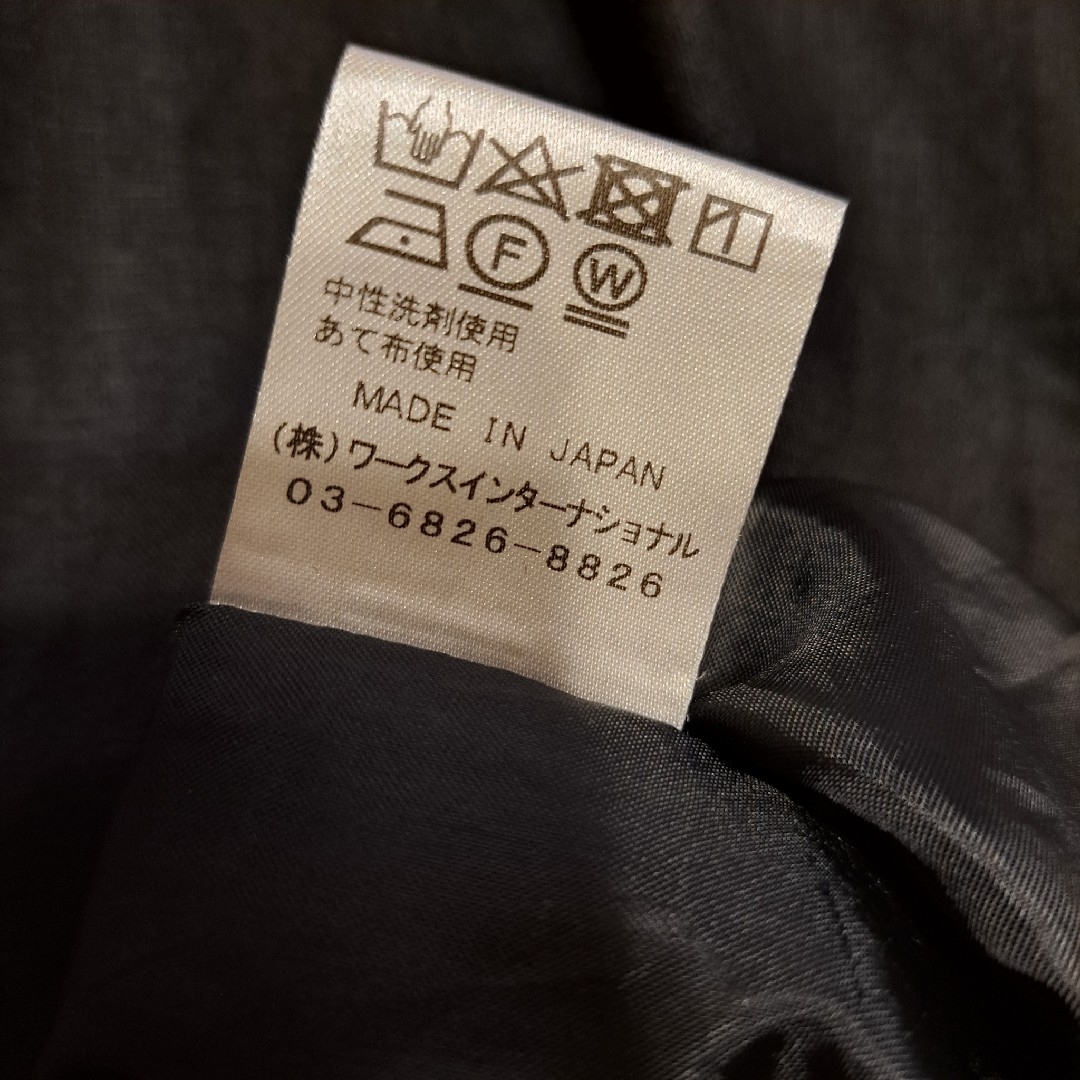 F W
中性洗剤使用
あて布使用
MADE IN JAPAN
(株)ワークスインターナショナル
03-6826-8826